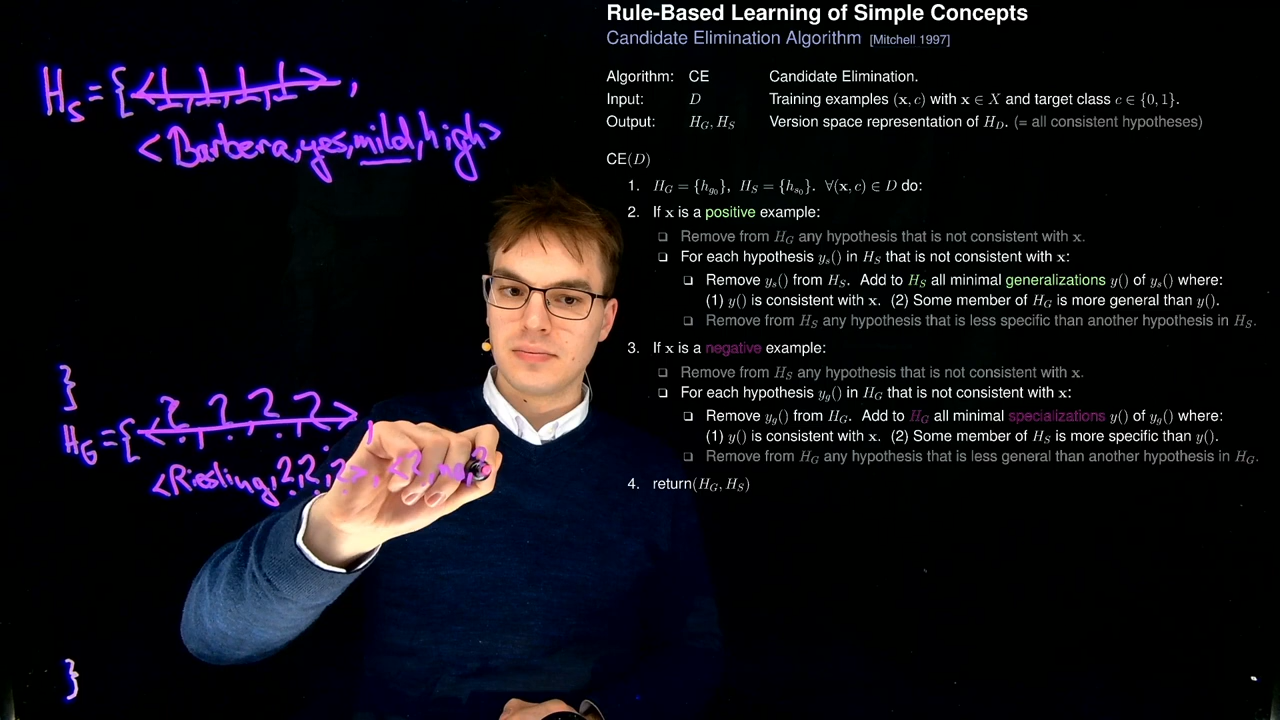 Rule-Based Learning of Simple Concepts
Candidate Elimination Algorithm [Mitchell 1997]
Algorithm: CE Candidate Elimination.
Input: D Training examples (x, c) with x ∈ X and target class c ∈ {0, 1}.
Output: H_G, H_S Version space representation of H_D. (= all consistent hypotheses)
CE(D)
1. H_G = {h_{g_0}}, H_S = {h_{s_0}}. ∀(x, c) ∈ D do:
2. If x is a positive example:
❑ Remove from H_G any hypothesis that is not consistent with x.
❑ For each hypothesis y_s() in H_S that is not consistent with x:
❑ Remove y_s() from H_S. Add to H_S all minimal generalizations y() of y_s() where:
(1) y() is consistent with x. (2) Some member of H_G is more general than y().
❑ Remove from H_S any hypothesis that is less specific than another hypothesis in H_S.
3. If x is a negative example:
❑ Remove from H_S any hypothesis that is not consistent with x.
❑ For each hypothesis y_g() in H_G that is not consistent with x:
❑ Remove y_g() from H_G. Add to H_G all minimal specializations y() of y_g() where:
(1) y() is consistent with x. (2) Some member of H_S is more specific than y().
❑ Remove from H_G any hypothesis that is less general than another hypothesis in H_G.
4. return(H_G, H_S)
H_S = { <⊥, ⊥, ⊥, ⊥>,
<Barbera, yes, mild, high>
}
H_G = { <?, ?, ?, ?>,
<Riesling, ?, ?, ?>, <?, no, ?
}